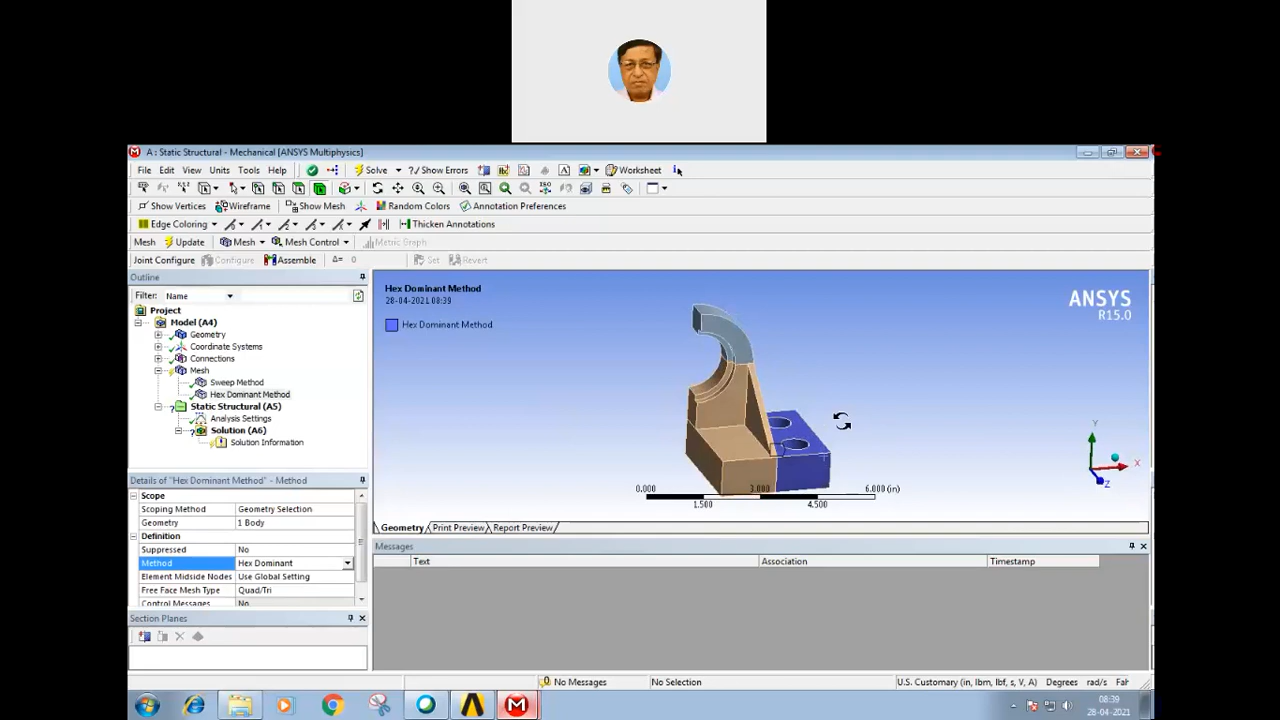 A : Static Structural - Mechanical [ANSYS Multiphysics]
File Edit View Units Tools Help Solve ?/ Show Errors Worksheet
Show Vertices Wireframe Show Mesh Random Colors Annotation Preferences
Edge Coloring Thicken Annotations
Mesh Update Mesh Mesh Control Metric Graph
Joint Configure Configure Assemble Δ= 0 Set Revert
Outline
Filter: Name
Project
Model (A4)
Geometry
Coordinate Systems
Connections
Mesh
Sweep Method
Hex Dominant Method
Static Structural (A5)
Analysis Settings
Solution (A6)
Solution Information
Details of "Hex Dominant Method" - Method
Scope
Scoping Method Geometry Selection
Geometry 1 Body
Definition
Suppressed No
Method Hex Dominant
Element Midside Nodes Use Global Setting
Free Face Mesh Type Quad/Tri
Control Messages No
Section Planes
Hex Dominant Method
28-04-2021 08:39
Hex Dominant Method
ANSYS
R15.0
Y
X
Z
0.000 3.000 6.000 (in)
1.500 4.500
Geometry Print Preview Report Preview
Messages
Text Association Timestamp
No Messages No Selection U.S. Customary (in, lbm, lbf, s, V, A) Degrees rad/s Fah
08:39
28-04-2021